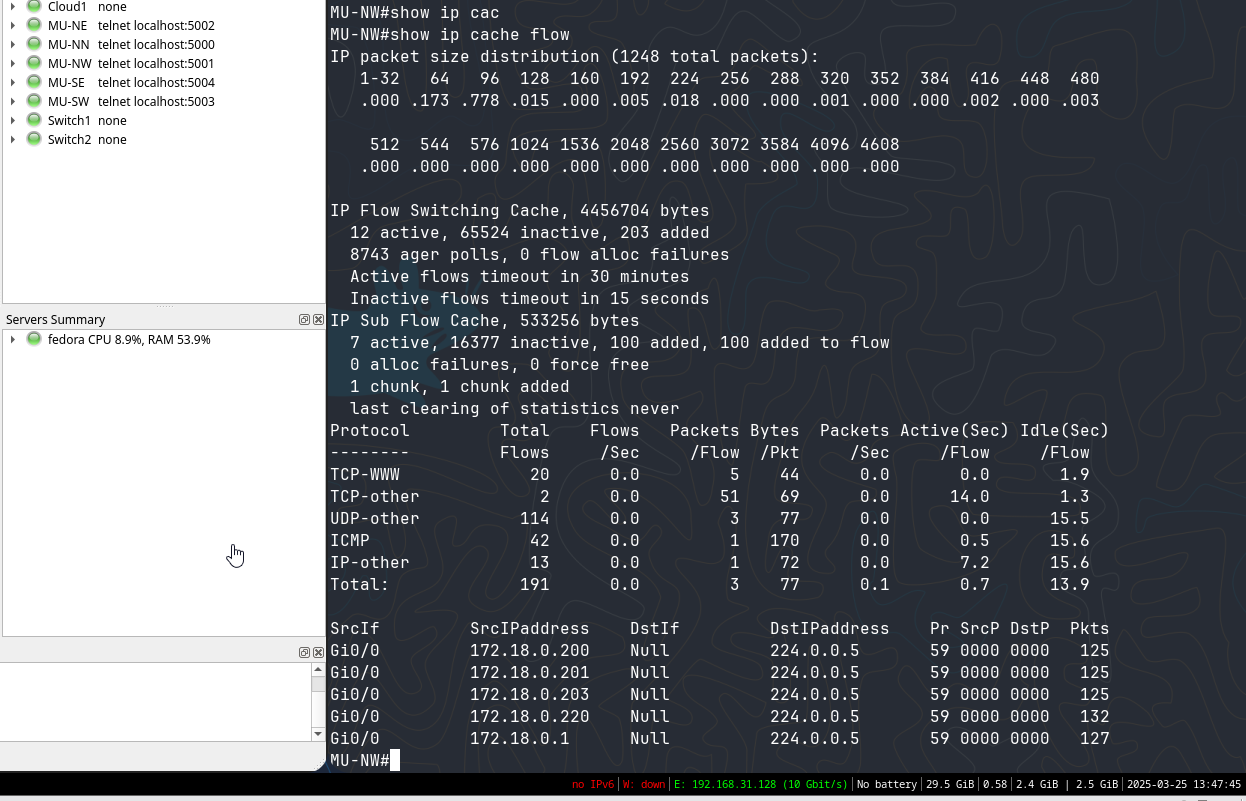 Cloud1 none
MU-NE telnet localhost:5002
MU-NN telnet localhost:5000
MU-NW telnet localhost:5001
MU-SE telnet localhost:5004
MU-SW telnet localhost:5003
Switch1 none
Switch2 none
Servers Summary
fedora CPU 8.9%, RAM 53.9%
MU-NW#show ip cac
MU-NW#show ip cache flow
IP packet size distribution (1248 total packets):
   1-32   64   96  128  160  192  224  256  288  320  352  384  416  448  480
   .000 .173 .778 .015 .000 .005 .018 .000 .000 .001 .000 .000 .002 .000 .003
    512  544  576 1024 1536 2048 2560 3072 3584 4096 4608
   .000 .000 .000 .000 .000 .000 .000 .000 .000 .000 .000
IP Flow Switching Cache, 4456704 bytes
  12 active, 65524 inactive, 203 added
  8743 ager polls, 0 flow alloc failures
  Active flows timeout in 30 minutes
  Inactive flows timeout in 15 seconds
IP Sub Flow Cache, 533256 bytes
  7 active, 16377 inactive, 100 added, 100 added to flow
  0 alloc failures, 0 force free
  1 chunk, 1 chunk added
  last clearing of statistics never
Protocol         Total    Flows   Packets Bytes  Packets Active(Sec) Idle(Sec)
--------         Flows     /Sec     /Flow  /Pkt     /Sec     /Flow     /Flow
TCP-WWW             20      0.0         5    44      0.0       0.0       1.9
TCP-other            2      0.0        51    69      0.0      14.0       1.3
UDP-other          114      0.0         3    77      0.0       0.0      15.5
ICMP                42      0.0         1   170      0.0       0.5      15.6
IP-other            13      0.0         1    72      0.0       7.2      15.6
Total:             191      0.0         3    77      0.1       0.7      13.9
SrcIf         SrcIPaddress    DstIf         DstIPaddress    Pr SrcP DstP  Pkts
Gi0/0         172.18.0.200    Null          224.0.0.5       59 0000 0000   125
Gi0/0         172.18.0.201    Null          224.0.0.5       59 0000 0000   125
Gi0/0         172.18.0.203    Null          224.0.0.5       59 0000 0000   125
Gi0/0         172.18.0.220    Null          224.0.0.5       59 0000 0000   132
Gi0/0         172.18.0.1      Null          224.0.0.5       59 0000 0000   127
MU-NW#
no IPv6|W: down|E: 192.168.31.128 (10 Gbit/s)|No battery|29.5 GiB|0.58|2.4 GiB | 2.5 GiB|2025-03-25 13:47:45